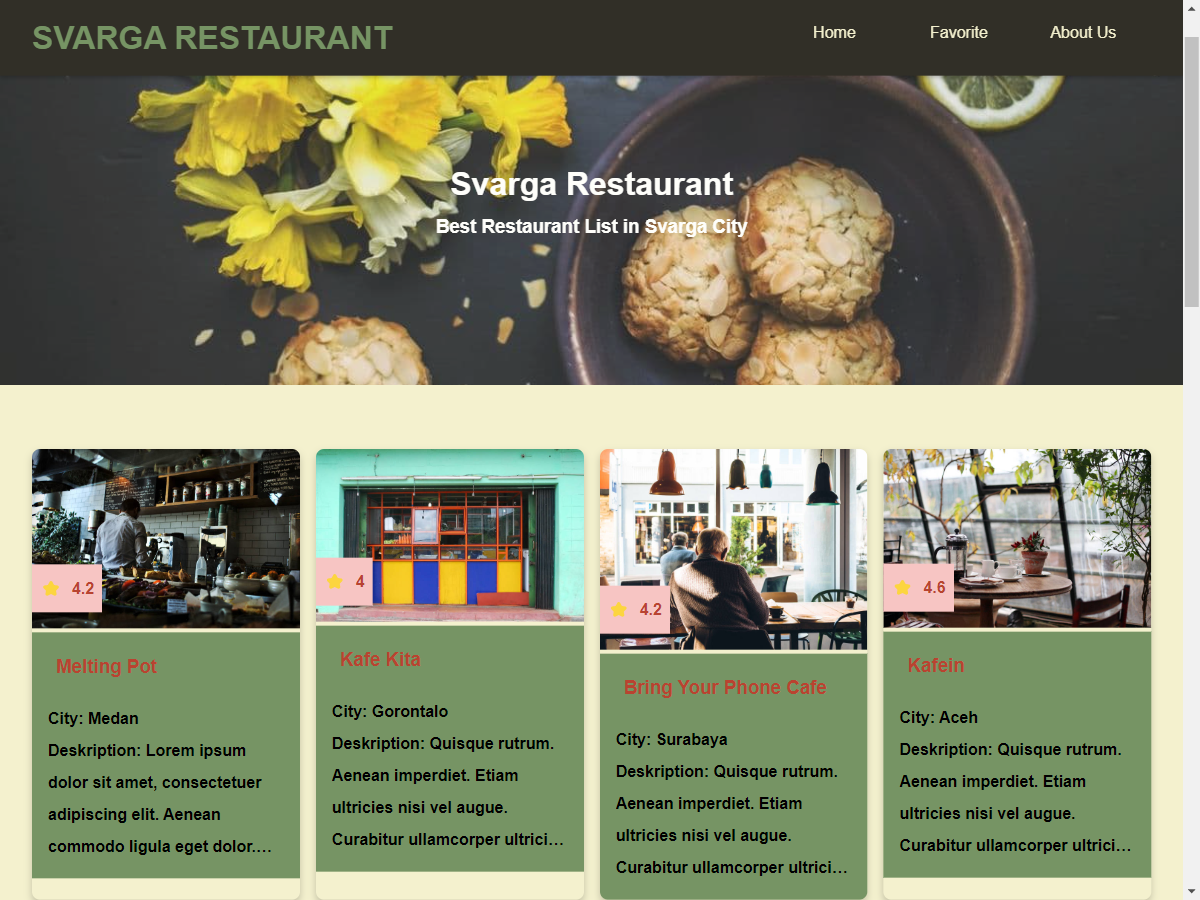 SVARGA RESTAURANT
Home
Favorite
About Us
Svarga Restaurant
Best Restaurant List in Svarga City
4.2
Melting Pot
City: Medan
Deskription: Lorem ipsum
dolor sit amet, consectetuer
adipiscing elit. Aenean
commodo ligula eget dolor.…
4
Kafe Kita
City: Gorontalo
Deskription: Quisque rutrum.
Aenean imperdiet. Etiam
ultricies nisi vel augue.
Curabitur ullamcorper ultrici…
4.2
Bring Your Phone Cafe
City: Surabaya
Deskription: Quisque rutrum.
Aenean imperdiet. Etiam
ultricies nisi vel augue.
Curabitur ullamcorper ultrici…
4.6
Kafein
City: Aceh
Deskription: Quisque rutrum.
Aenean imperdiet. Etiam
ultricies nisi vel augue.
Curabitur ullamcorper ultrici…